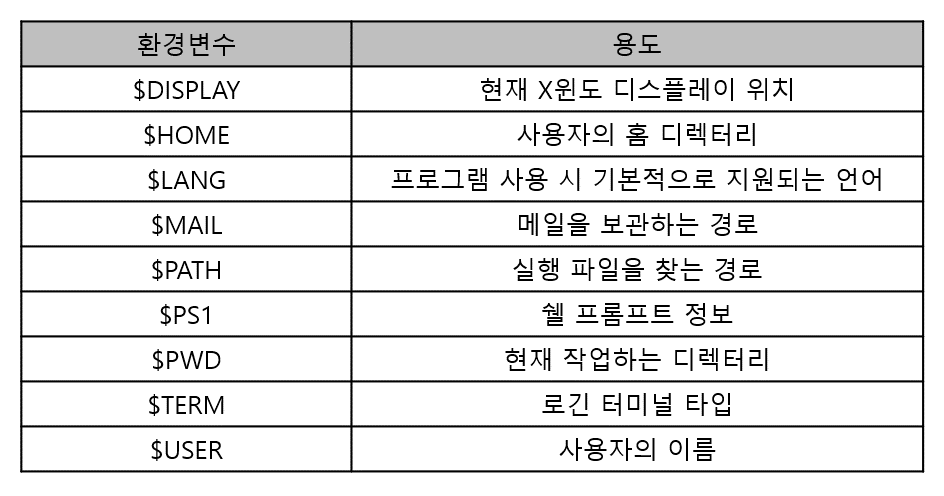 환경변수 용도
$DISPLAY 현재 X윈도 디스플레이 위치
$HOME 사용자의 홈 디렉터리
$LANG 프로그램 사용 시 기본적으로 지원되는 언어
$MAIL 메일을 보관하는 경로
$PATH 실행 파일을 찾는 경로
$PS1 쉘 프롬프트 정보
$PWD 현재 작업하는 디렉터리
$TERM 로긴 터미널 타입
$USER 사용자의 이름